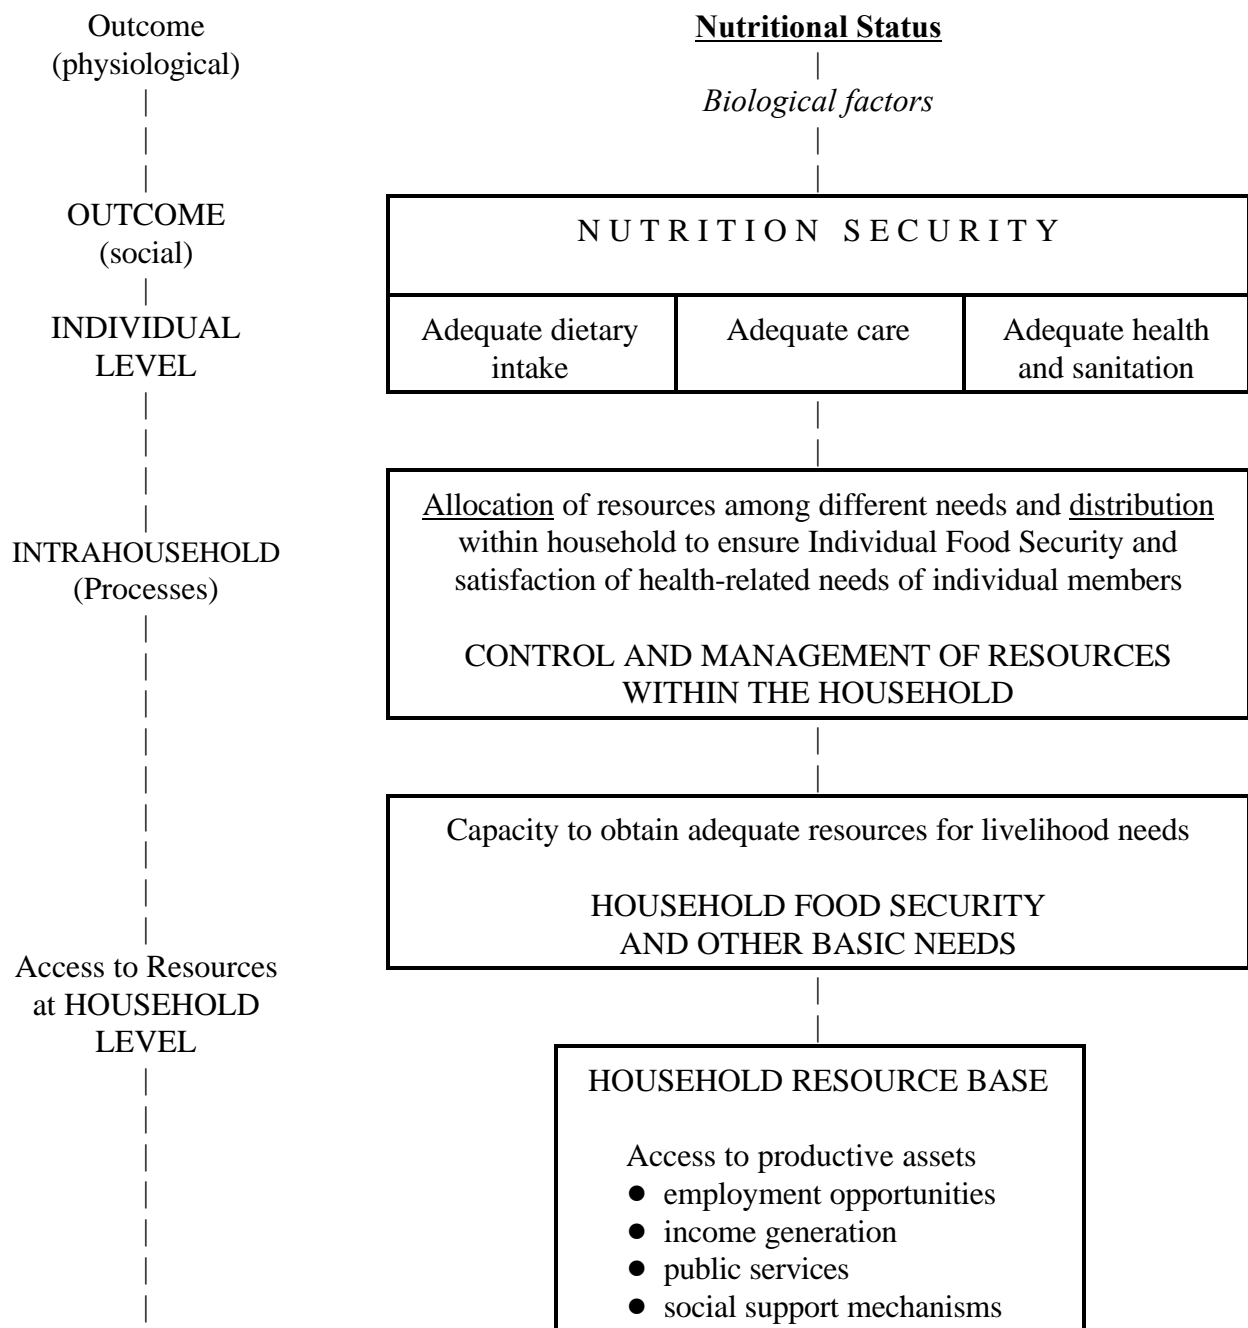 Outcome
(physiological)
OUTCOME
(social)
INDIVIDUAL
LEVEL
INTRAHOUSEHOLD
(Processes)
Access to Resources
at HOUSEHOLD
LEVEL
Nutritional Status
Biological factors
NUTRITION SECURITY
Adequate dietary
intake
Adequate care
Adequate health
and sanitation
Allocation of resources among different needs and distribution
within household to ensure Individual Food Security and
satisfaction of health-related needs of individual members
CONTROL AND MANAGEMENT OF RESOURCES
WITHIN THE HOUSEHOLD
Capacity to obtain adequate resources for livelihood needs
HOUSEHOLD FOOD SECURITY
AND OTHER BASIC NEEDS
HOUSEHOLD RESOURCE BASE
Access to productive assets
● employment opportunities
● income generation
● public services
● social support mechanisms